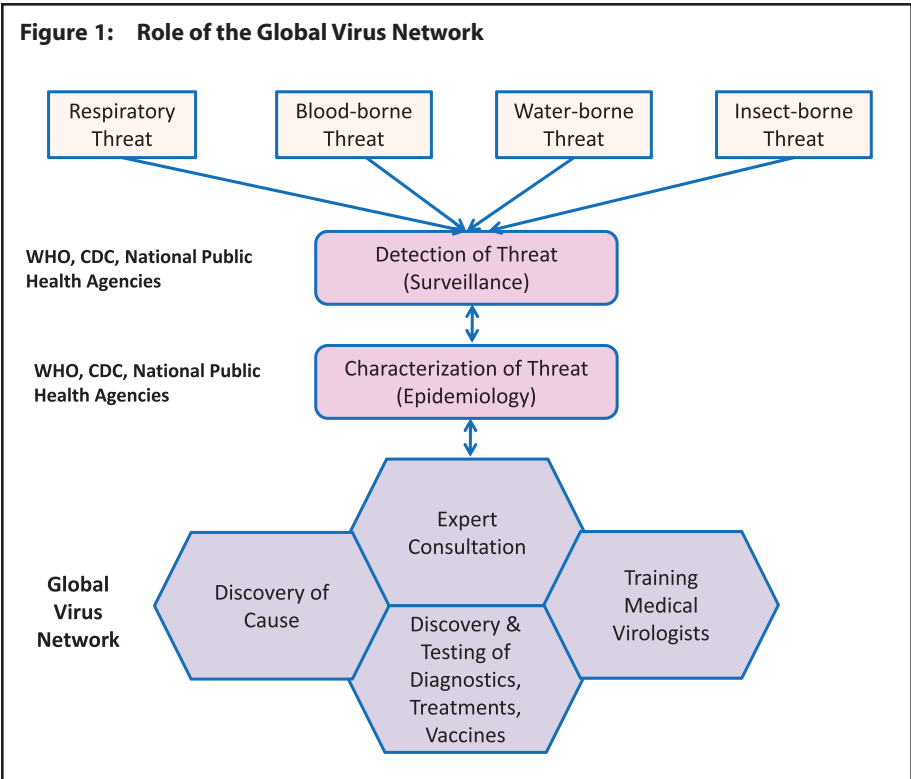 Figure 1: Role of the Global Virus Network
Respiratory
Threat
Blood-borne
Threat
Water-borne
Threat
Insect-borne
Threat
WHO, CDC, National Public
Health Agencies
Detection of Threat
(Surveillance)
WHO, CDC, National Public
Health Agencies
Characterization of Threat
(Epidemiology)
Global
Virus
Network
Discovery of
Cause
Expert
Consultation
Discovery &
Testing of
Diagnostics,
Treatments,
Vaccines
Training
Medical
Virologists